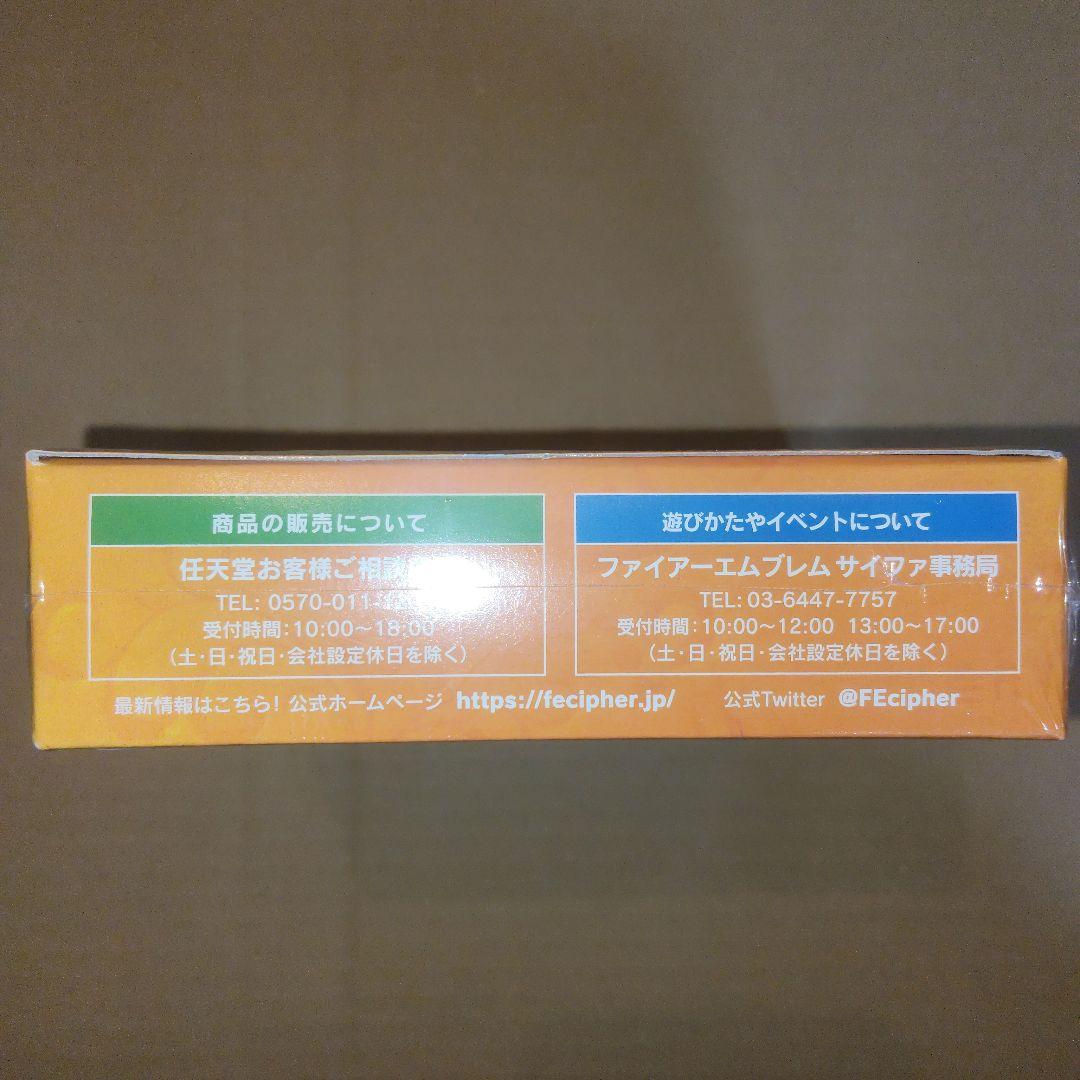 商品の販売について
任天堂お客様ご相談
TEL: 0570-011-
受付時間：10:00〜18:00
（土・日・祝日・会社設定休日を除く）
遊びかたやイベントについて
ファイアーエムブレム サイファ事務局
TEL: 03-6447-7757
受付時間：10:00〜12:00 13:00〜17:00
（土・日・祝日・会社設定休日を除く）
最新情報はこちら！ 公式ホームページ https://fecipher.jp/ 公式Twitter @FEcipher